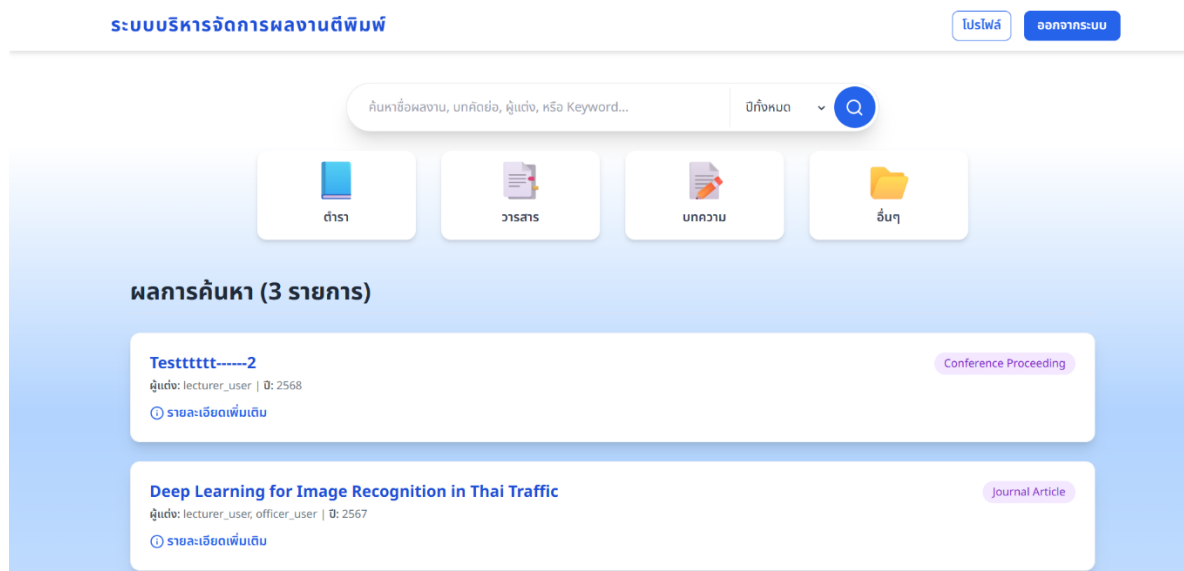 ระบบบริหารจัดการผลงานตีพิมพ์
โปรไฟล์
ออกจากระบบ
ค้นหาชื่อผลงาน, บทคัดย่อ, ผู้แต่ง, หรือ Keyword...
ปีทั้งหมด
ตำรา
วารสาร
บทความ
อื่นๆ
ผลการค้นหา (3 รายการ)
Testttttt------2
Conference Proceeding
ผู้แต่ง: lecturer_user | ปี: 2568
รายละเอียดเพิ่มเติม
Deep Learning for Image Recognition in Thai Traffic
Journal Article
ผู้แต่ง: lecturer_user, officer_user | ปี: 2567
รายละเอียดเพิ่มเติม